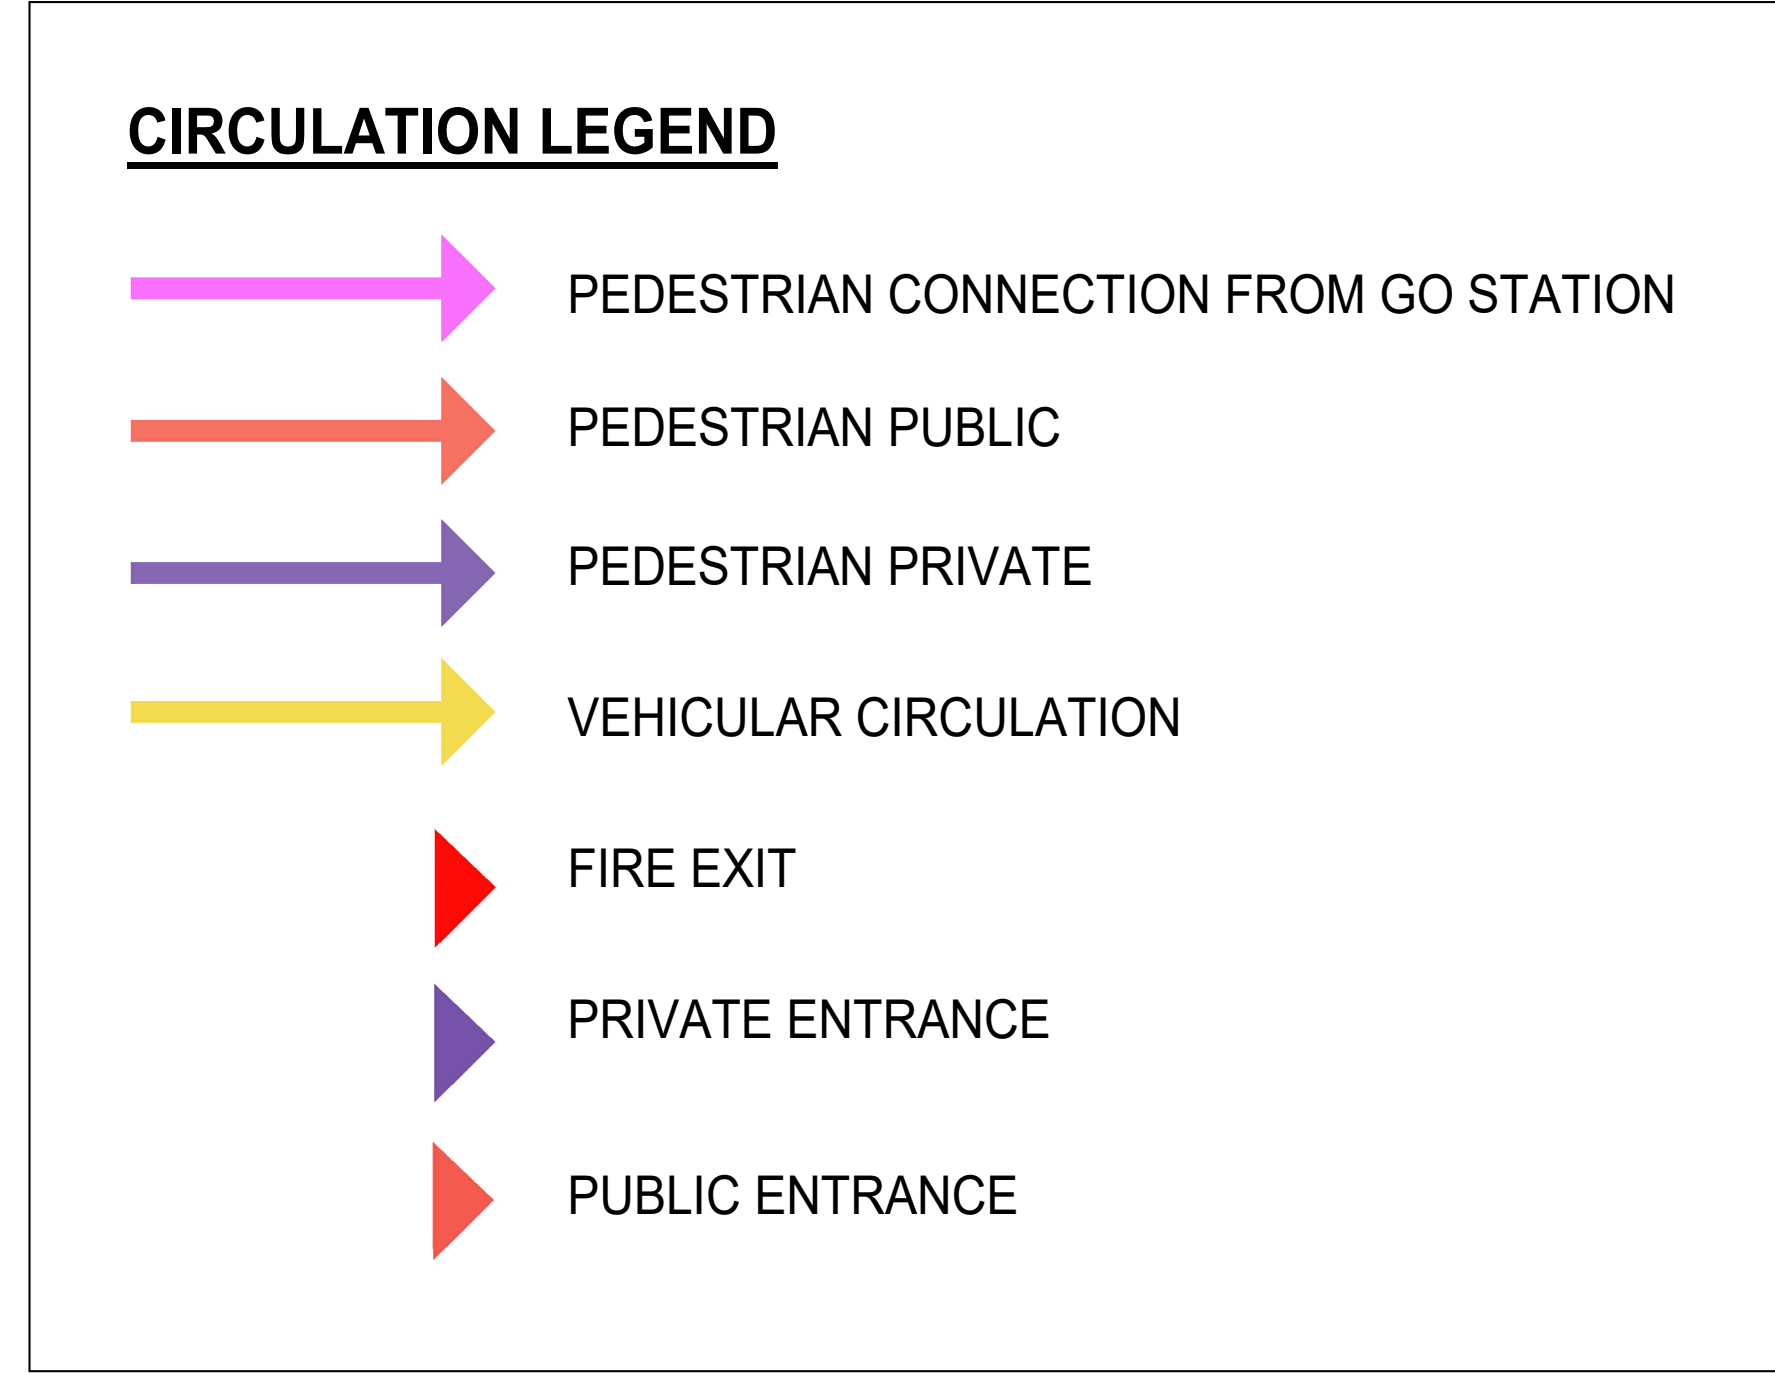 CIRCULATION LEGEND
PEDESTRIAN CONNECTION FROM GO STATION
PEDESTRIAN PUBLIC
PEDESTRIAN PRIVATE
VEHICULAR CIRCULATION
FIRE EXIT
PRIVATE ENTRANCE
PUBLIC ENTRANCE